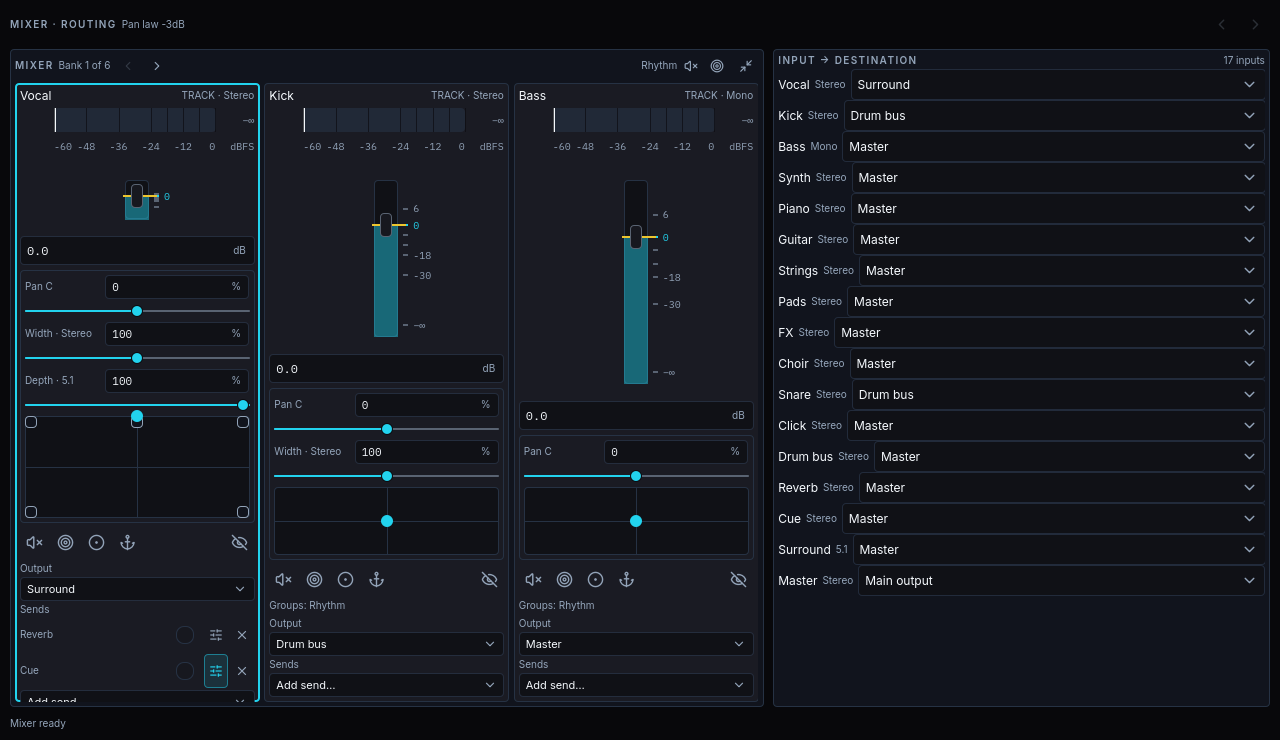 MIXER · ROUTING Pan law -3dB
MIXER Bank 1 of 6 Rhythm
Vocal TRACK · Stereo
-∞
-60 -48 -36 -24 -12 0 dBFS
0
0.0 dB
Pan C 0 %
Width · Stereo 100 %
Depth · 5.1 100 %
Output
Surround
Sends
Reverb
Cue
Add send...
Kick TRACK · Stereo
-∞
-60 -48 -36 -24 -12 0 dBFS
6
0
-18
-30
-∞
0.0 dB
Pan C 0 %
Width · Stereo 100 %
Groups: Rhythm
Output
Drum bus
Sends
Add send...
Bass TRACK · Mono
-∞
-60 -48 -36 -24 -12 0 dBFS
6
0
-18
-30
-∞
0.0 dB
Pan C 0 %
Groups: Rhythm
Output
Master
Sends
Add send...
INPUT → DESTINATION 17 inputs
Vocal Stereo Surround
Kick Stereo Drum bus
Bass Mono Master
Synth Stereo Master
Piano Stereo Master
Guitar Stereo Master
Strings Stereo Master
Pads Stereo Master
FX Stereo Master
Choir Stereo Master
Snare Stereo Drum bus
Click Stereo Master
Drum bus Stereo Master
Reverb Stereo Master
Cue Stereo Master
Surround 5.1 Master
Master Stereo Main output
Mixer ready